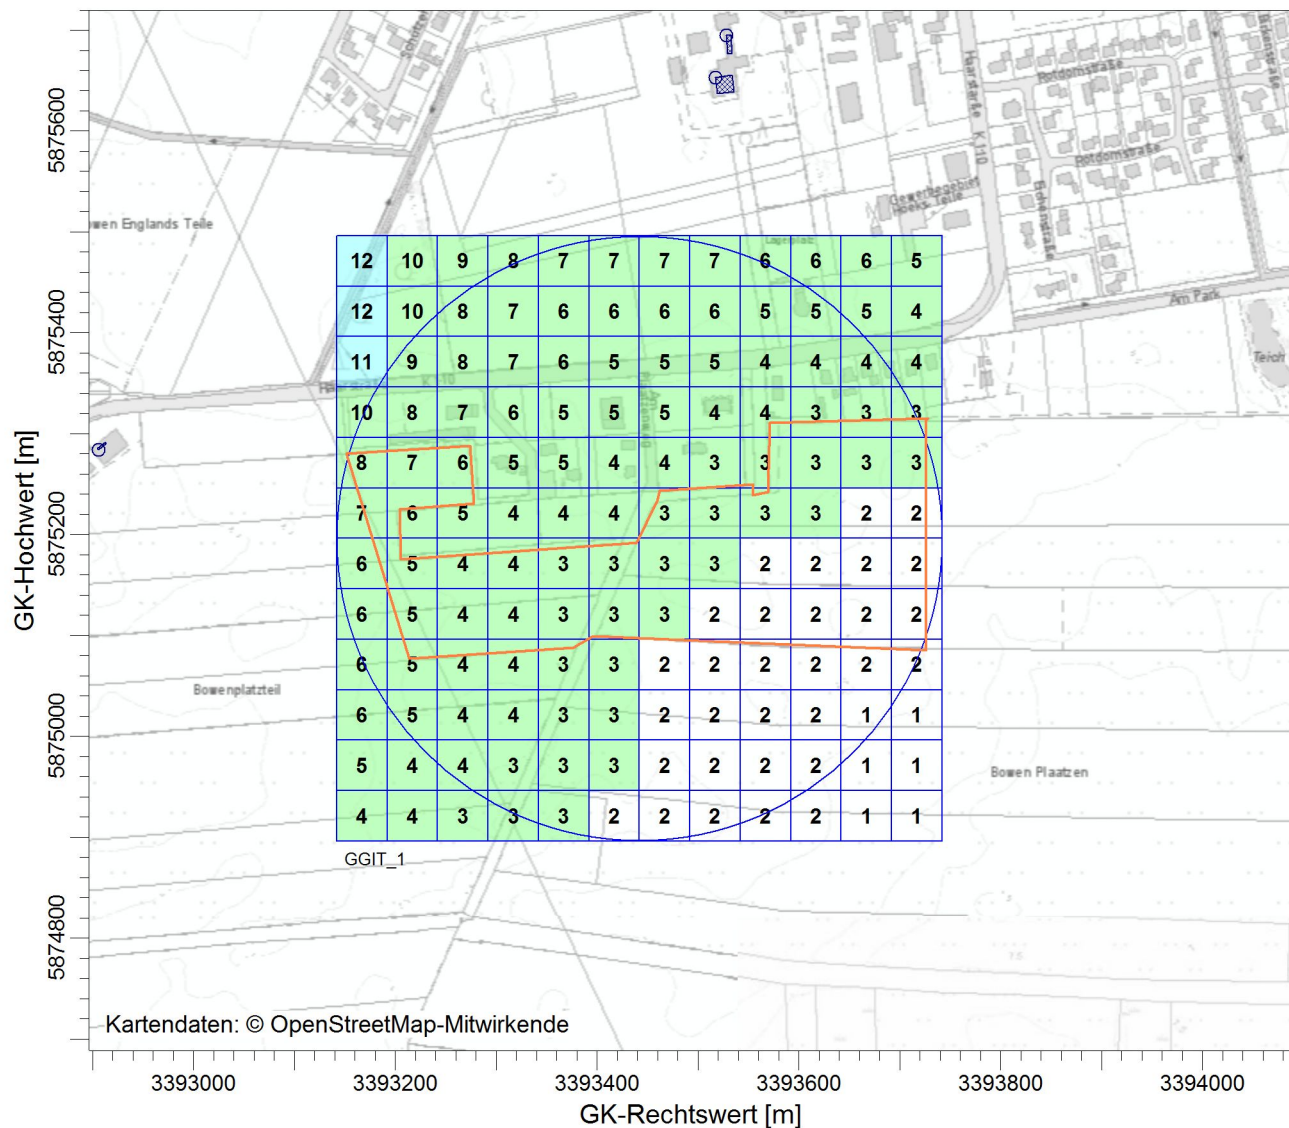 Rotdornstraße
Haarstraße K 110
Birkenstraße
Rotdornstraße
Gewerbegebiet
Hoeks Teile
Lagerplatz
owen Englands Teile
Am Park
Teich
K 110
12 10 9 8 7 7 7 7 6 6 6 5
12 10 8 7 6 6 6 6 5 5 5 4
11 9 8 7 6 5 5 5 4 4 4 4
10 8 7 6 5 5 5 4 4 3 3 3
8 7 6 5 5 4 4 3 3 3 3 3
7 6 5 4 4 4 3 3 3 3 2 2
6 5 4 4 3 3 3 3 2 2 2 2
6 5 4 4 3 3 3 2 2 2 2 2
6 5 4 4 3 3 2 2 2 2 2 2
6 5 4 4 3 3 2 2 2 2 1 1
5 4 4 3 3 3 2 2 2 2 1 1
4 4 3 3 3 2 2 2 2 2 1 1
GGIT_1
Bowenplatzteil
Bowen Plaatzen
Kartendaten: © OpenStreetMap-Mitwirkende
5875600
5875400
5875200
5875000
5874800
GK-Hochwert [m]
3393000 3393200 3393400 3393600 3393800 3394000
GK-Rechtswert [m]